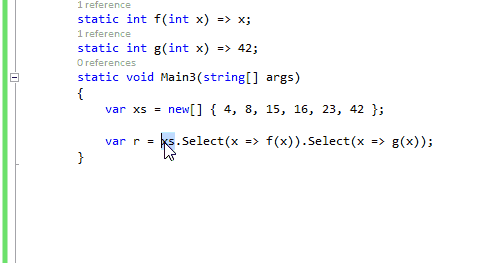 1 reference
static int f(int x) => x;
1 reference
static int g(int x) => 42;
0 references
static void Main3(string[] args)
{
var xs = new[] { 4, 8, 15, 16, 23, 42 };
var r = xs.Select(x => f(x)).Select(x => g(x));
}